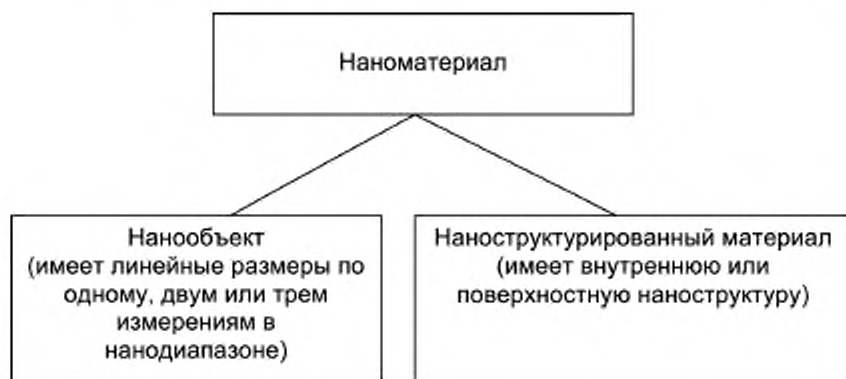 Наноматериал
Нанообъект
(имеет линейные размеры по
одному, двум или трем
измерениям в
нанодиапазоне)
Наноструктурированный материал
(имеет внутреннюю или
поверхностную наноструктуру)